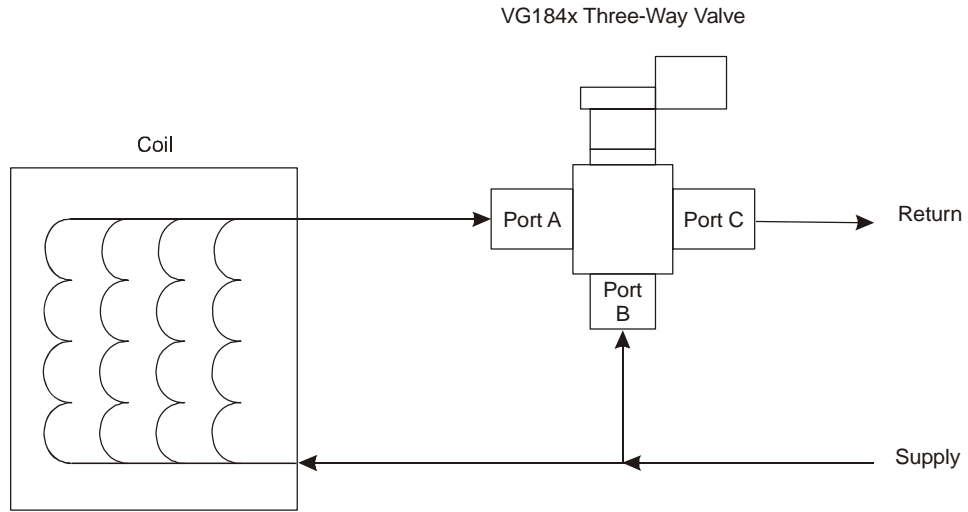 VG184x Three-Way Valve
Coil
Port A
Port C
Return
Port
B
Supply